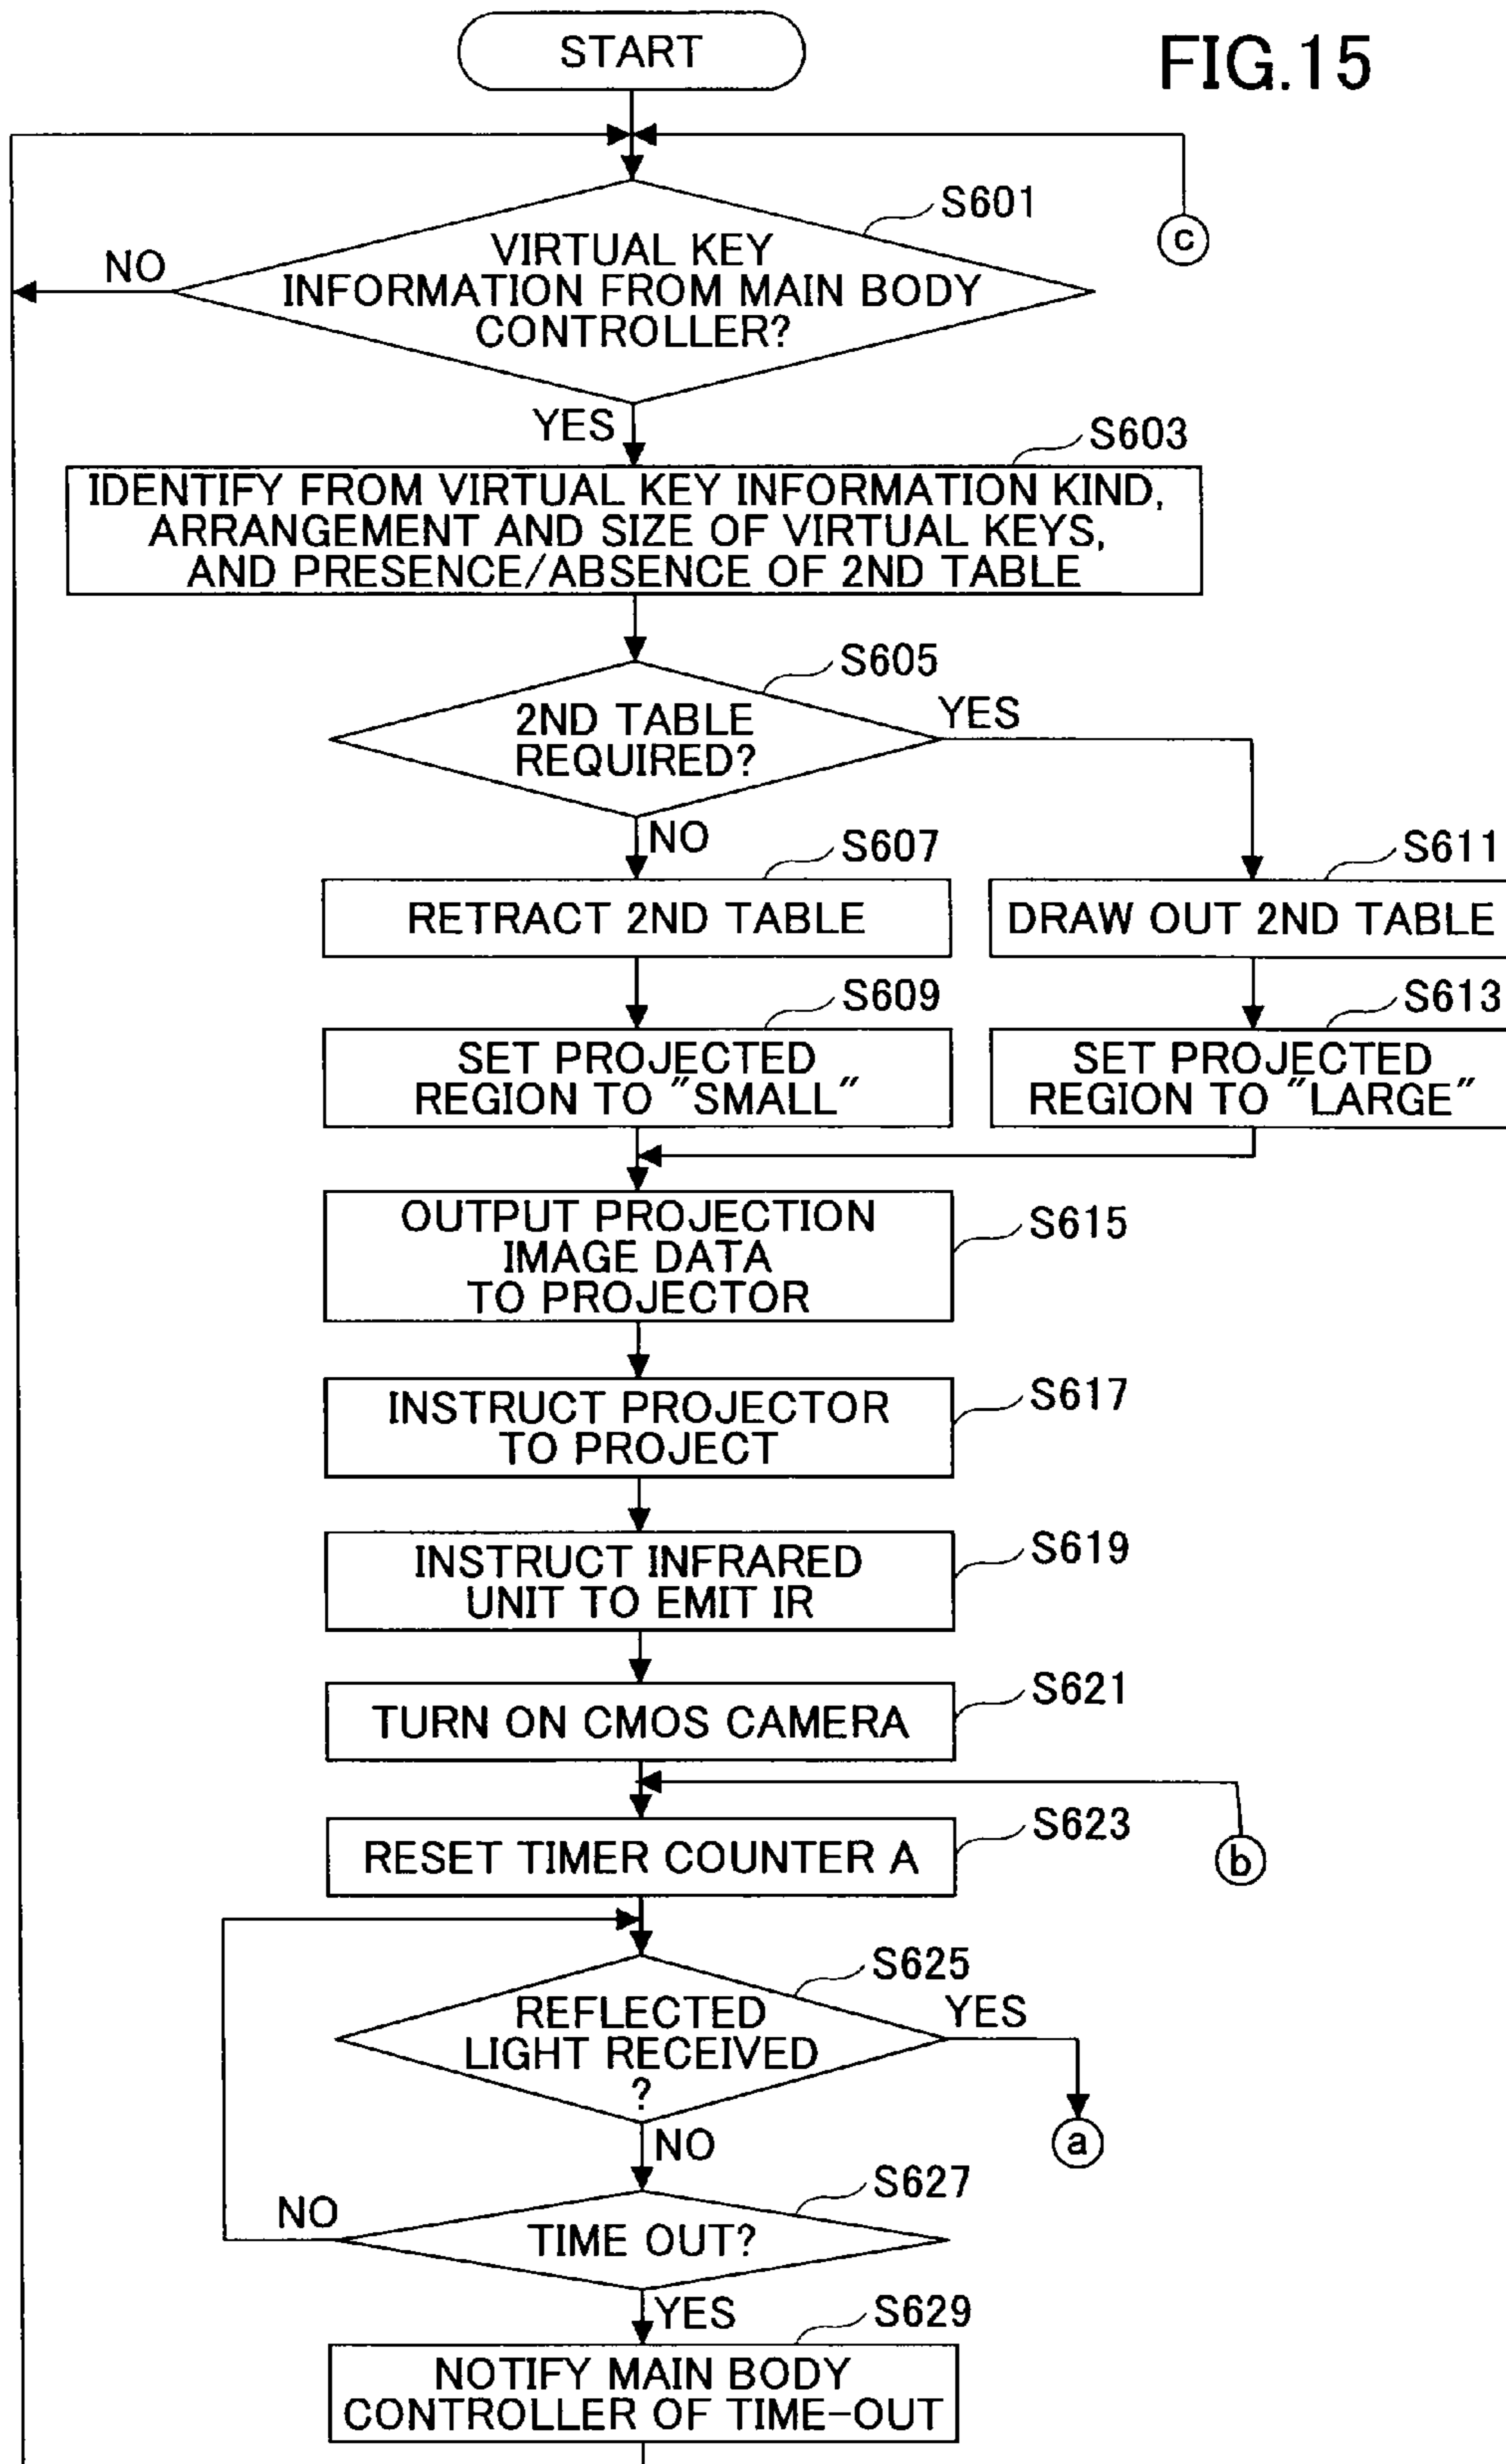 START
FIG.15
S601
c
VIRTUAL KEY
INFORMATION FROM MAIN BODY
CONTROLLER?
NO
YES
S603
IDENTIFY FROM VIRTUAL KEY INFORMATION KIND,
ARRANGEMENT AND SIZE OF VIRTUAL KEYS,
AND PRESENCE/ABSENCE OF 2ND TABLE
S605
2ND TABLE
REQUIRED?
YES
NO
S607
RETRACT 2ND TABLE
S611
DRAW OUT 2ND TABLE
S609
SET PROJECTED
REGION TO "SMALL"
S613
SET PROJECTED
REGION TO "LARGE"
OUTPUT PROJECTION
IMAGE DATA
TO PROJECTOR
S615
INSTRUCT PROJECTOR
TO PROJECT
S617
INSTRUCT INFRARED
UNIT TO EMIT IR
S619
TURN ON CMOS CAMERA
S621
RESET TIMER COUNTER A
S623
b
S625
REFLECTED
LIGHT RECEIVED
?
YES
a
NO
S627
TIME OUT?
NO
YES
S629
NOTIFY MAIN BODY
CONTROLLER OF TIME-OUT